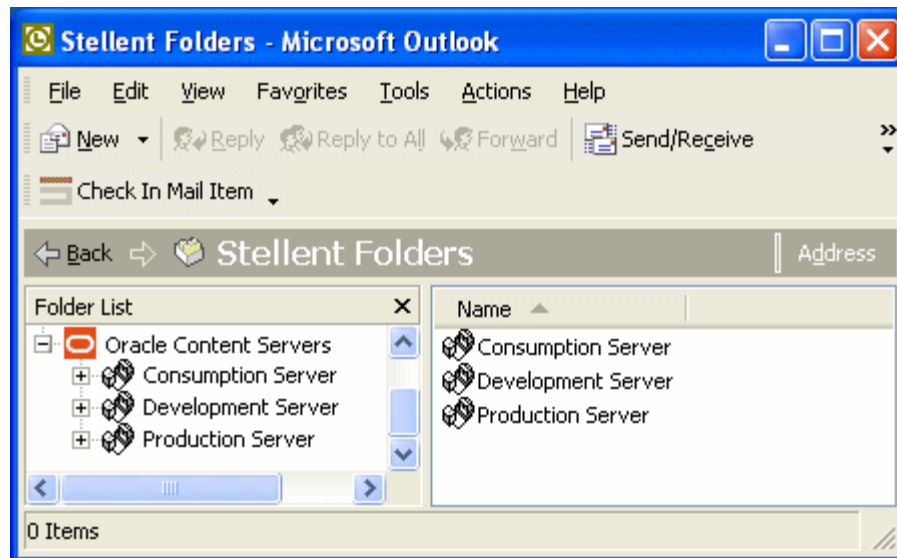 Stellent Folders - Microsoft Outlook
File Edit View Favorites Tools Actions Help
New Reply Reply to All Forward Send/Receive
Check In Mail Item
Back Stellent Folders Address
Folder List
Oracle Content Servers
Consumption Server
Development Server
Production Server
Name
Consumption Server
Development Server
Production Server
0 Items